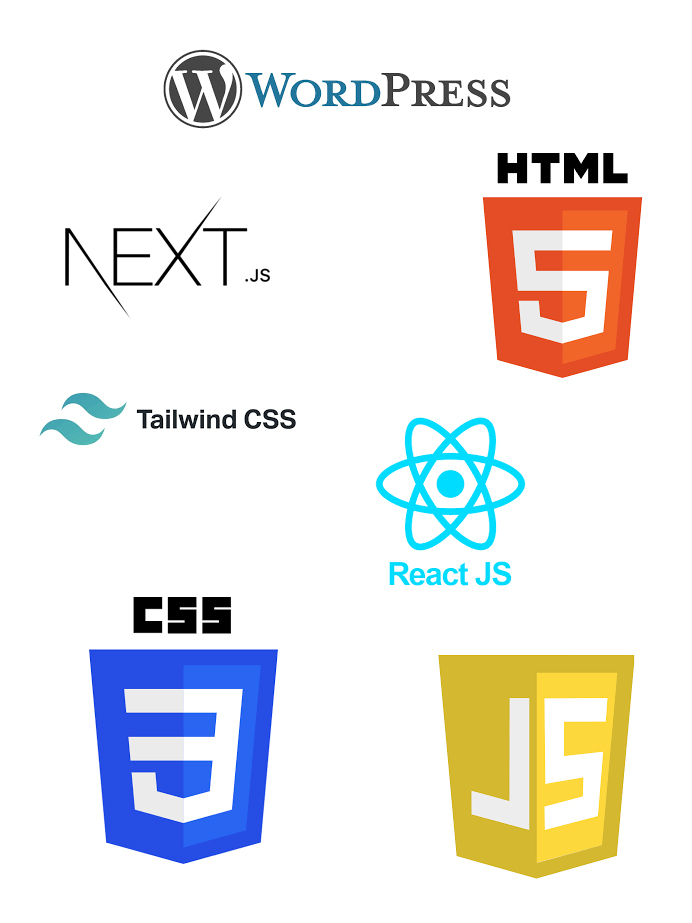 W WORDPRESS
HTML
5
NEXT.JS
Tailwind CSS
React JS
CSS
3
JS